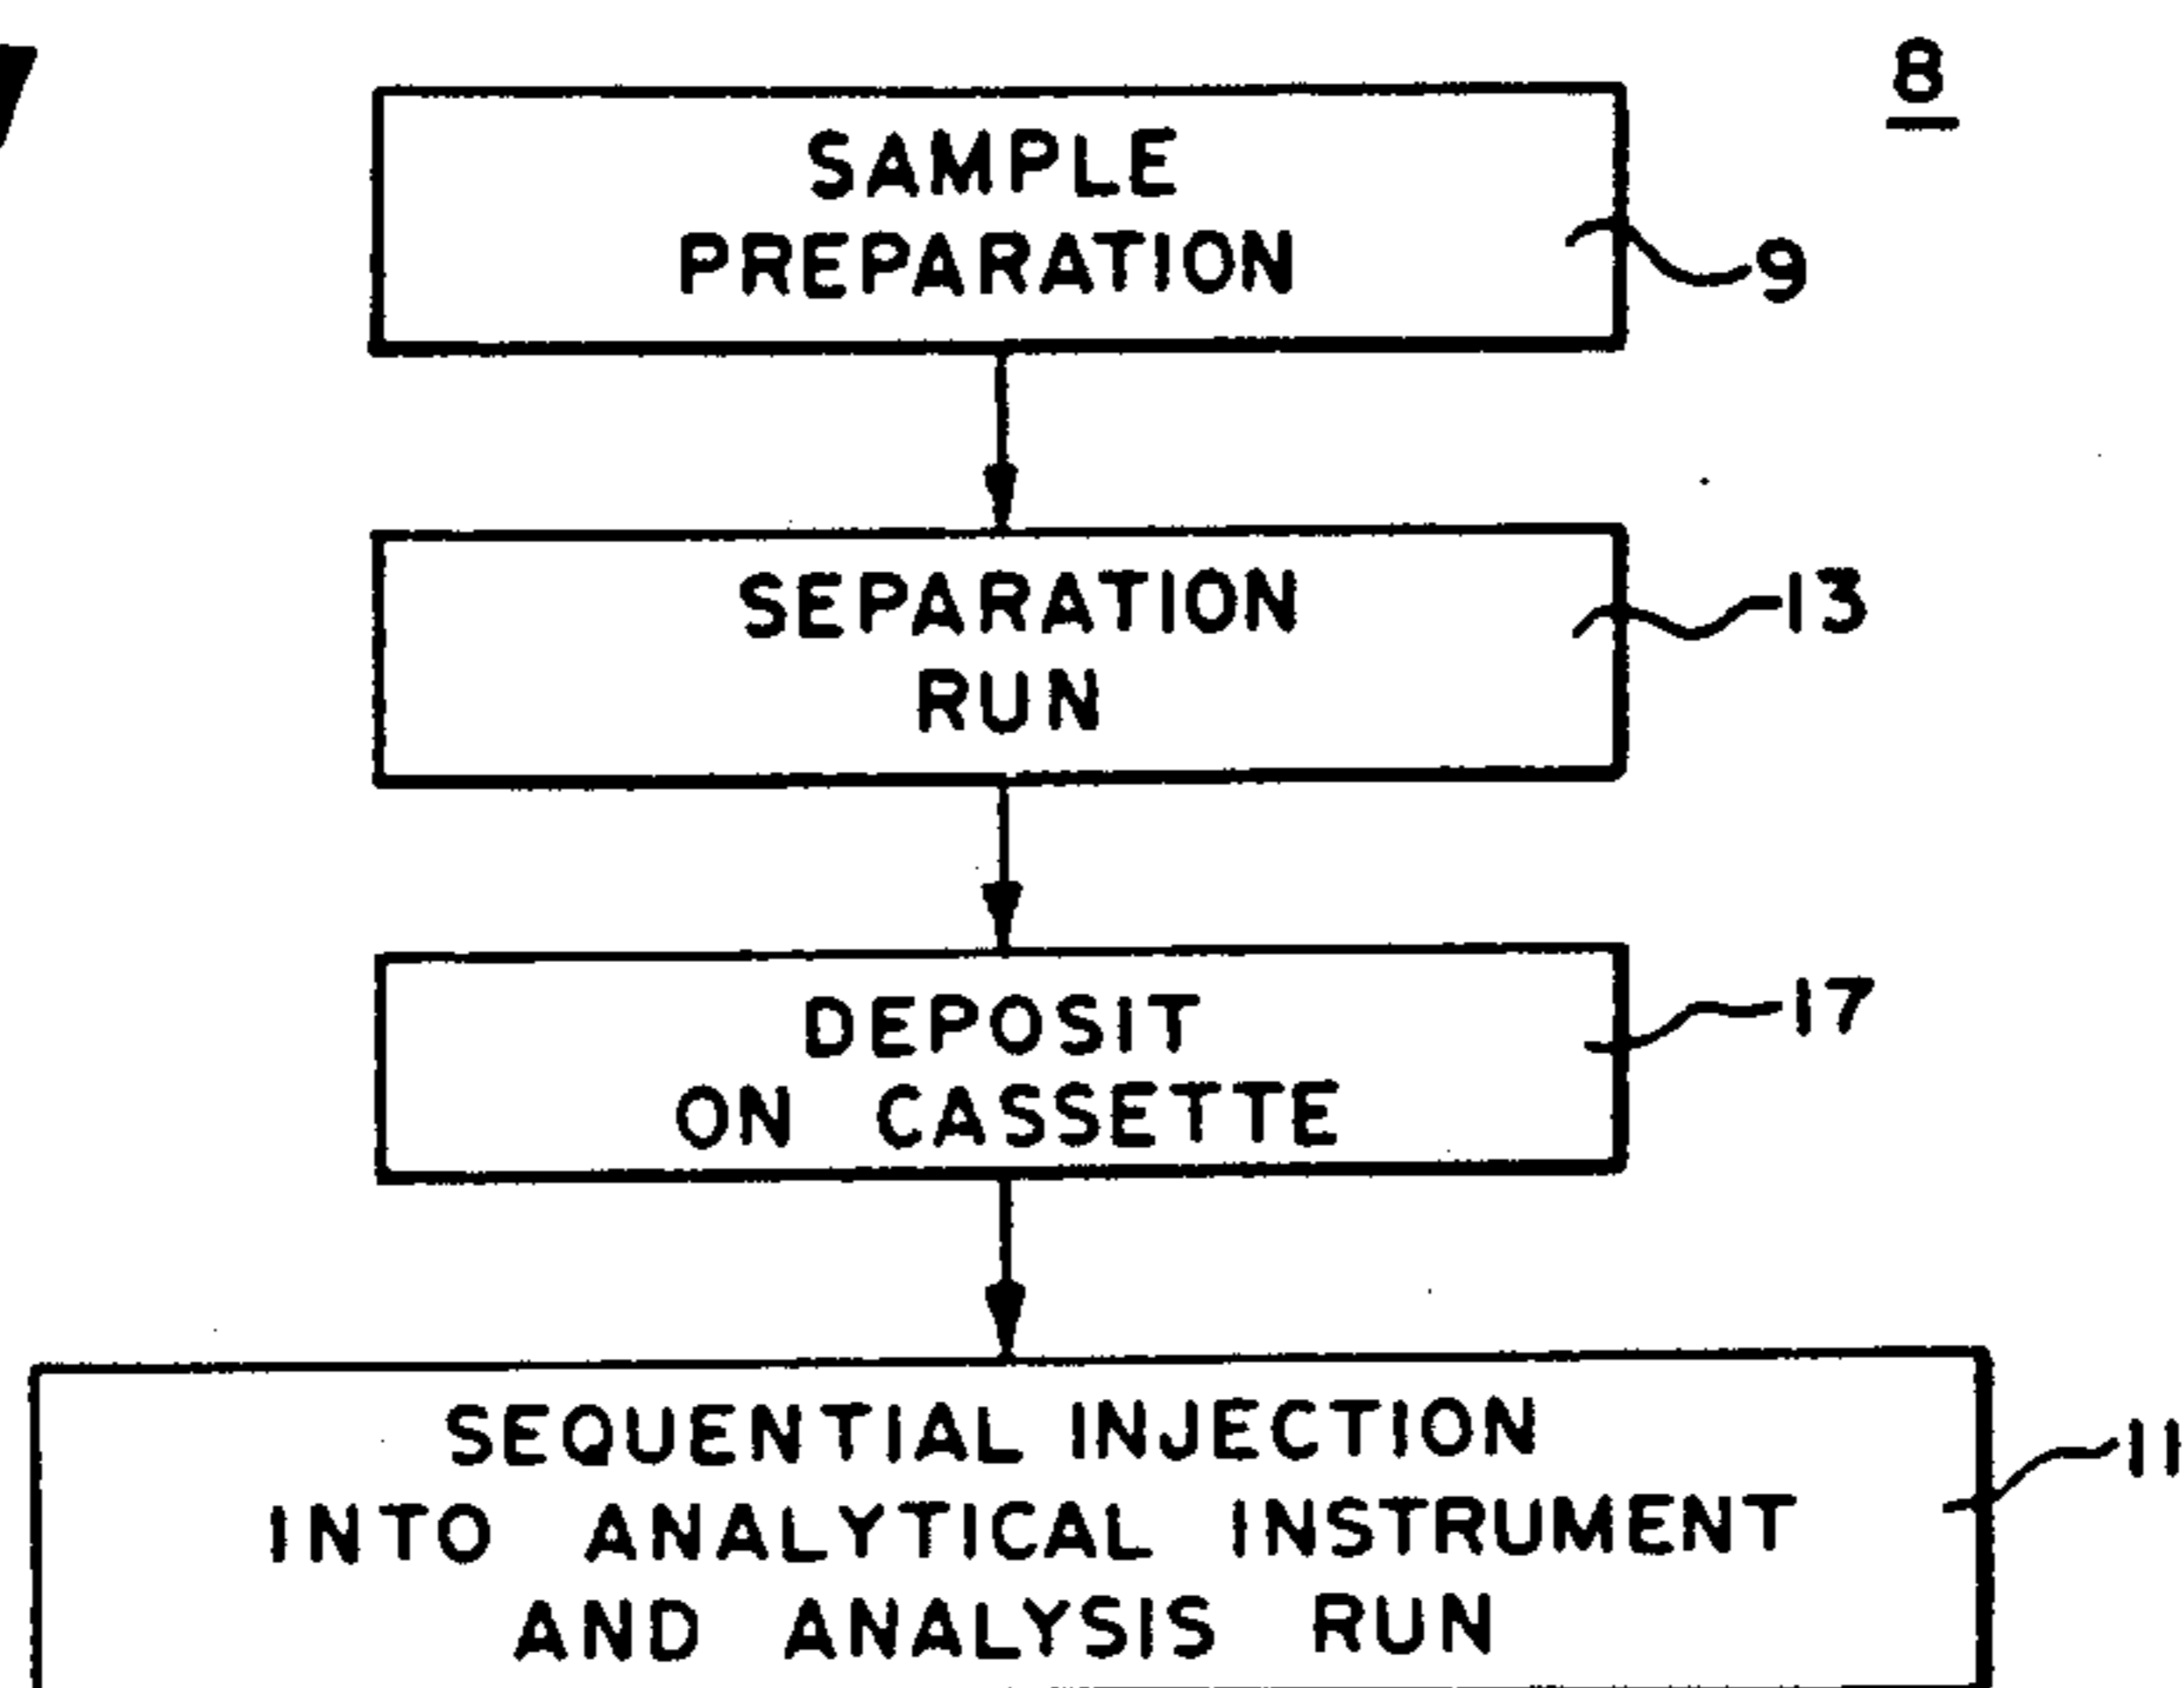 8
SAMPLE
PREPARATION
9
SEPARATION
RUN
13
DEPOSIT
ON CASSETTE
17
SEQUENTIAL INJECTION
INTO ANALYTICAL INSTRUMENT
AND ANALYSIS RUN
11